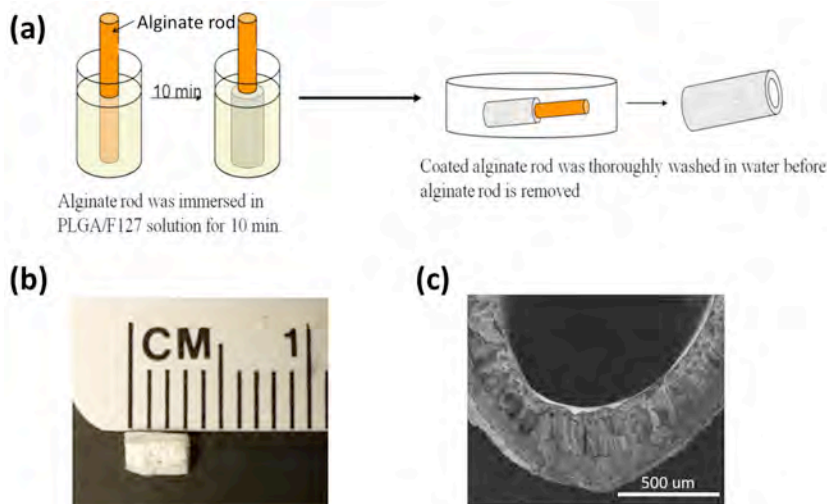 (a)
Alginate rod
10 min
Alginate rod was immersed in
PLGA/F127 solution for 10 min.
Coated alginate rod was thoroughly washed in water before
alginate rod is removed
(b)
CM 1
(c)
500 um